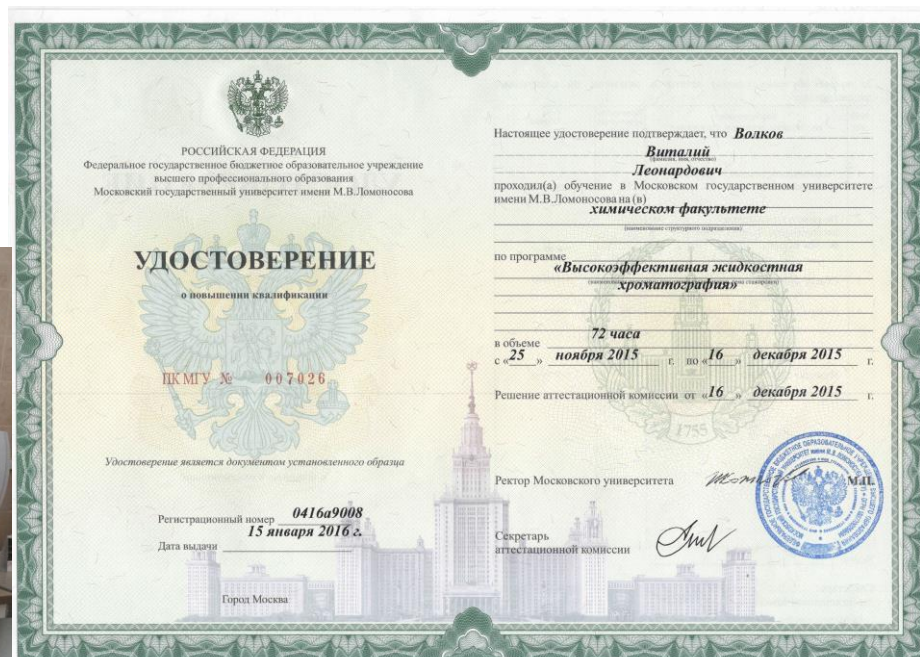 РОССИЙСКАЯ ФЕДЕРАЦИЯ
Федеральное государственное бюджетное образовательное учреждение
высшего профессионального образования
Московский государственный университет имени М.В.Ломоносова
УДОСТОВЕРЕНИЕ
о повышении квалификации
ПК МГУ № 007026
Удостоверение является документом установленного образца
Регистрационный номер 0416а9008
Дата выдачи 15 января 2016 г.
Город Москва
Настоящее удостоверение подтверждает, что Волков
Виталий
(фамилия, имя, отчество)
Леонардович
проходил(а) обучение в Московском государственном университете
имени М.В.Ломоносова на (в)
химическом факультете
(наименование структурного подразделения)
по программе
«Высокоэффективная жидкостная
хроматография»
в объеме 72 часа
с «25» ноября 2015 г. по «16» декабря 2015 г.
Решение аттестационной комиссии от «16» декабря 2015 г.
1755
Ректор Московского университета М.П.
Секретарь
аттестационной комиссии